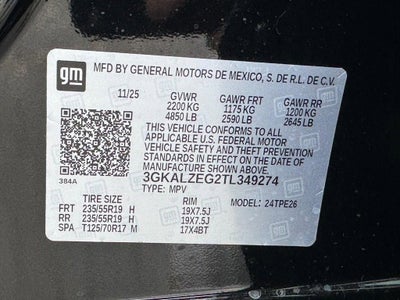 gm
MFD BY GENERAL MOTORS DE MEXICO, S. DE R.L. DE C.V.
11/25 GVWR GAWR FRT GAWR RR
2200 KG 1175 KG 1200 KG
4850 LB 2590 LB 2645 LB
THIS VEHICLE CONFORMS TO ALL
APPLICABLE U.S. FEDERAL MOTOR
VEHICLE SAFETY, BUMPER, AND THEFT
PREVENTION STANDARDS IN EFFECT ON THE
DATE OF MANUFACTURE SHOWN ABOVE.
384A 3GKALZEG2TL349274
TYPE: MPV
TIRE SIZE RIM MODEL: 24TPE26
FRT 235/55R19 H 19X7.5J
RR 235/55R19 H 19X7.5J
SPA T125/70R17 M 17X4BT